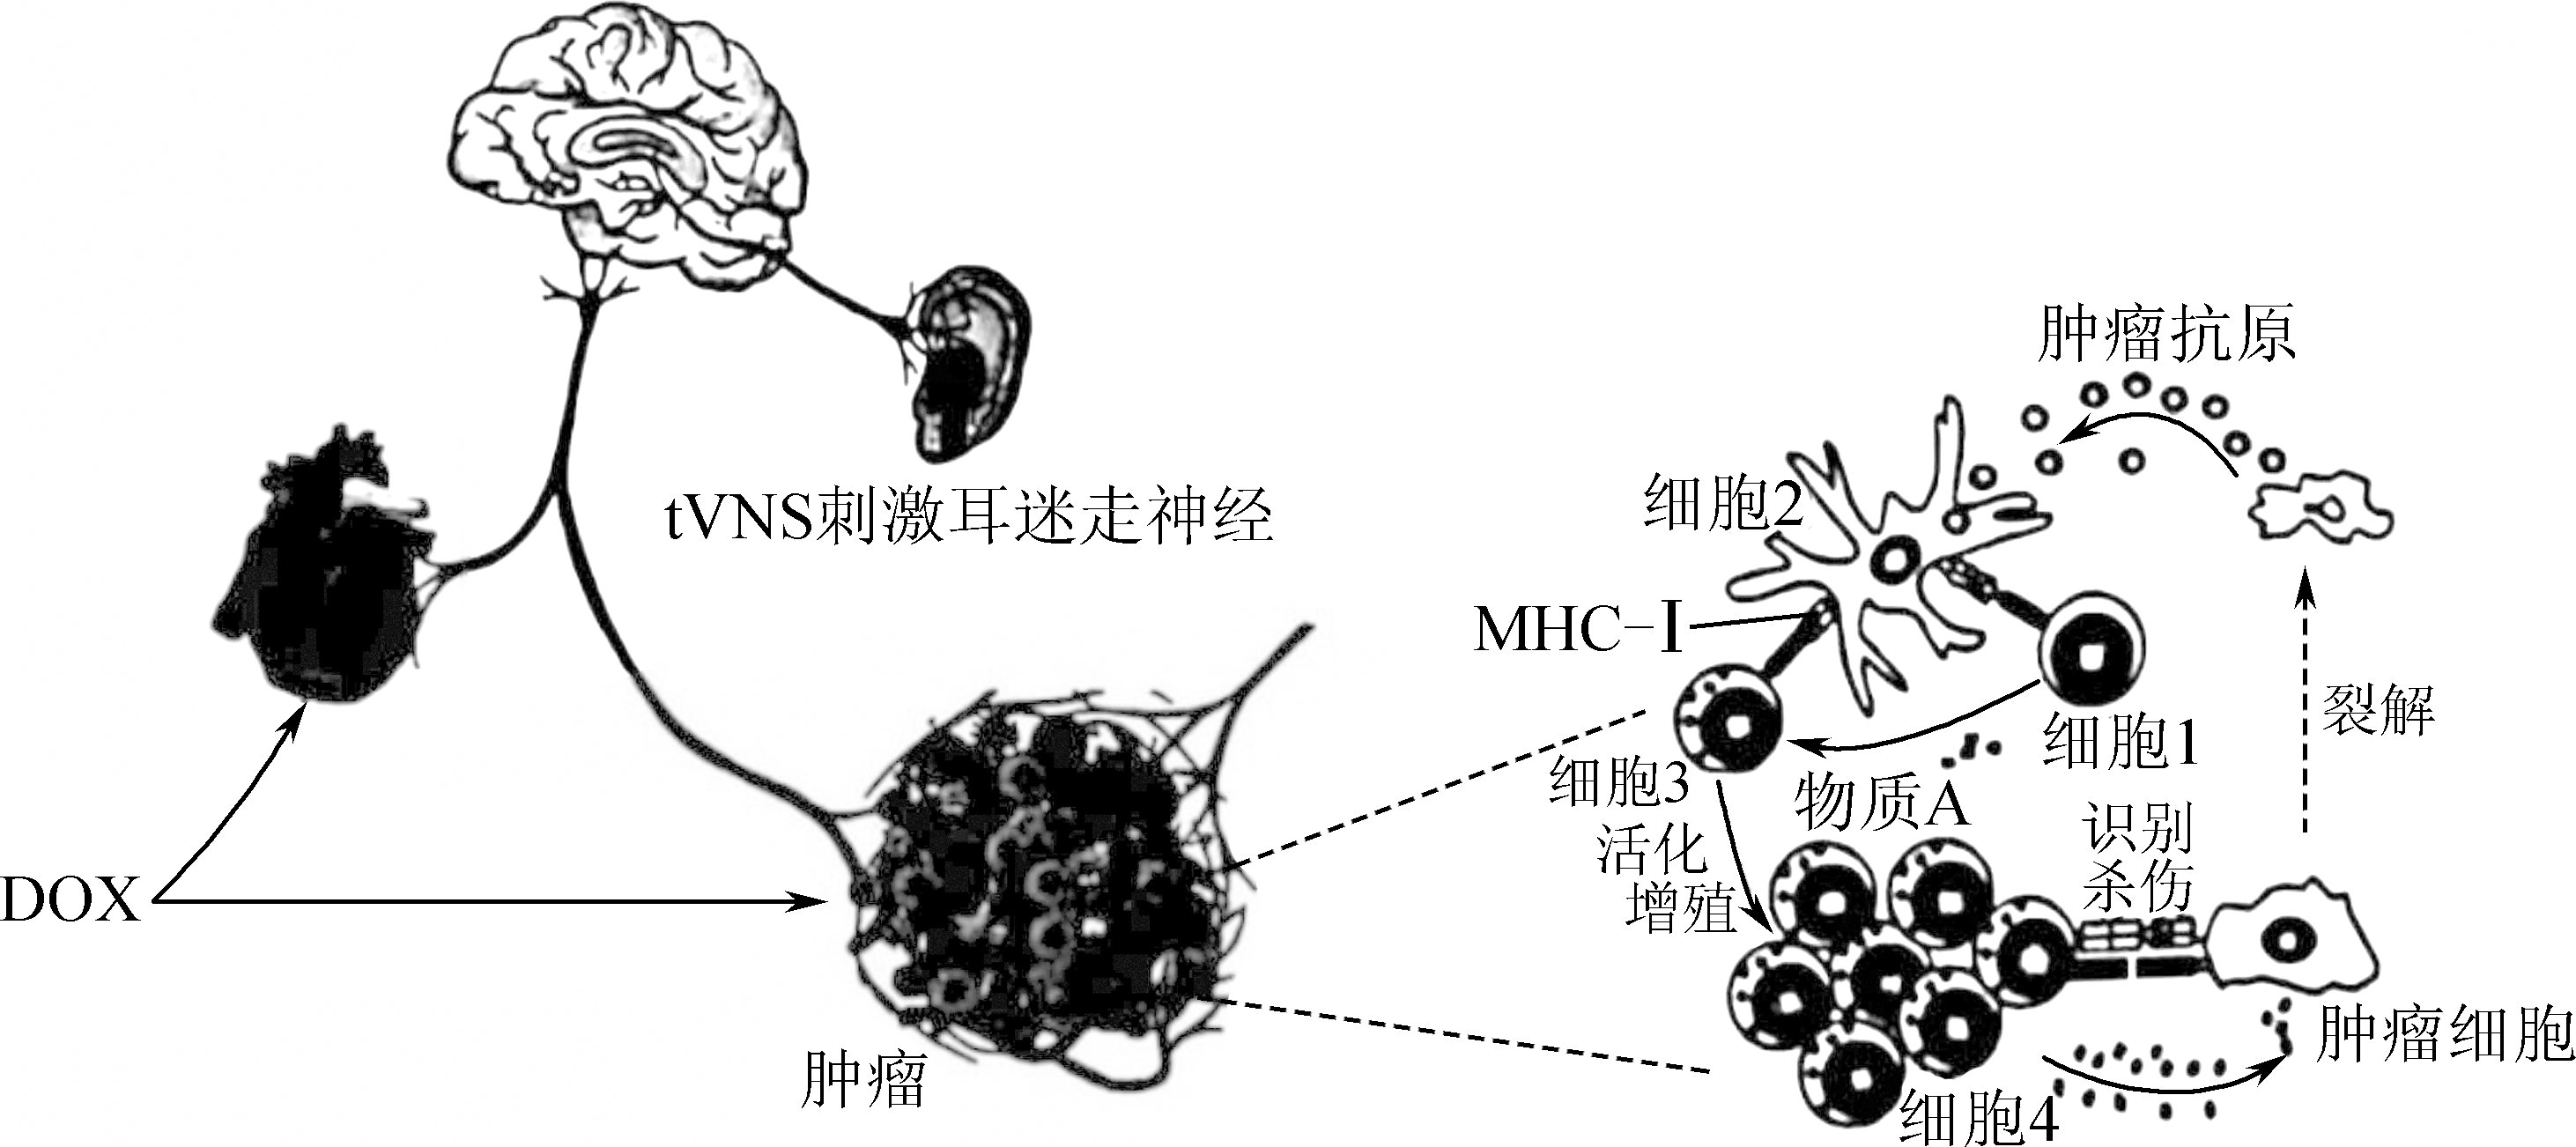 肿瘤抗原
细胞2
tVNS刺激耳迷走神经
MHC-I
裂解
细胞1
细胞3
物质A
活化
增殖
识别
杀伤
DOX
肿瘤细胞
肿瘤
细胞4